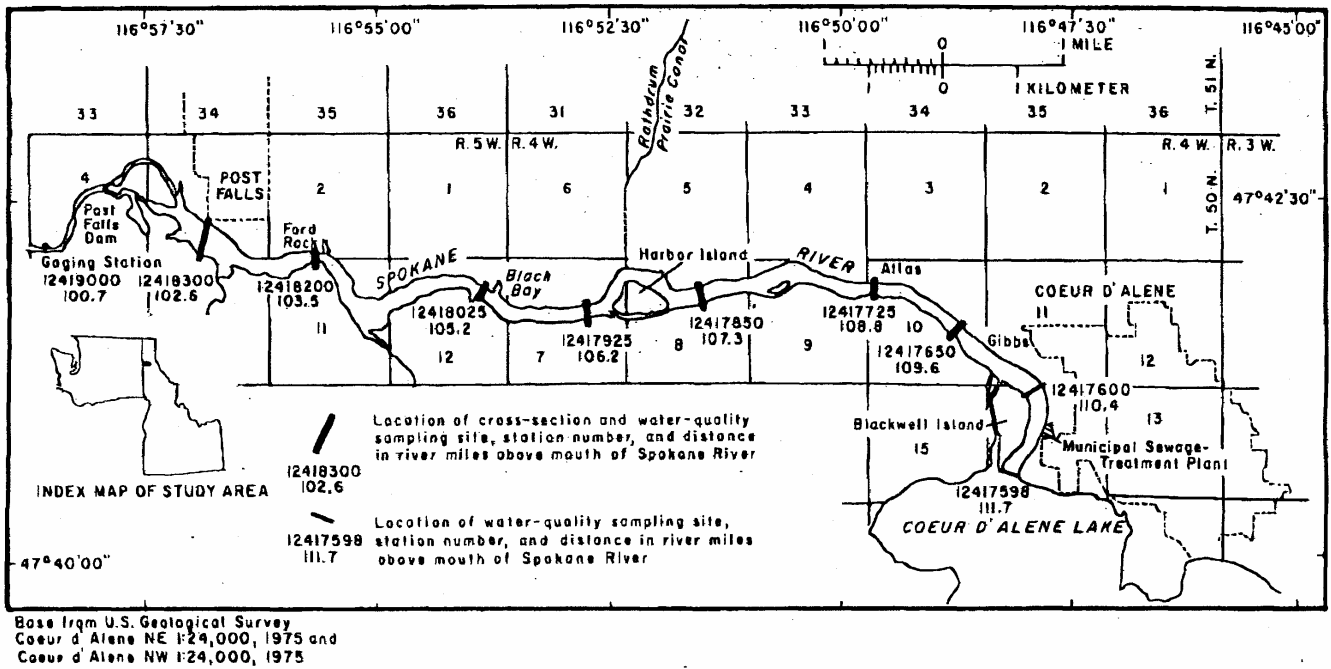 116°57'30" 116°55'00" 116°52'30" 116°50'00" 116°47'30" 116°45'00"
0 1 MILE
1 0 1 KILOMETER
Rathdrum
Prairie Canal
T. 51 N.
33 34 35 36 31 32 33 34 35 36
R. 5 W. R. 4 W. R. 4 W. R. 3 W.
T. 50 N.
4 POST
FALLS 2 1 6 5 4 3 2 1
47°42'30"
Post
Falls
Dam
Ford
Rock
SPOKANE RIVER
Black
Bay
Harbor Island
Atlas
COEUR D'ALENE
Gaging Station
12419000
100.7
12418300
102.6
12418200
103.5
12418025
105.2
12417925
106.2
12417850
107.3
12417725
108.8
12417650
109.6
Gibbs
12417600
110.4
11 12 7 8 9 10 11 12
13
15
Blackwell Island
Municipal Sewage-
Treatment Plant
12417598
111.7
COEUR D'ALENE LAKE
INDEX MAP OF STUDY AREA
12418300
102.6
Location of cross-section and water-quality
sampling site, station number, and distance
in river miles above mouth of Spokane River
12417598
111.7
Location of water-quality sampling site,
station number, and distance in river miles
above mouth of Spokane River
47°40'00"
Base from U.S. Geological Survey
Coeur d'Alene NE 1:24,000, 1975 and
Coeur d'Alene NW 1:24,000, 1975